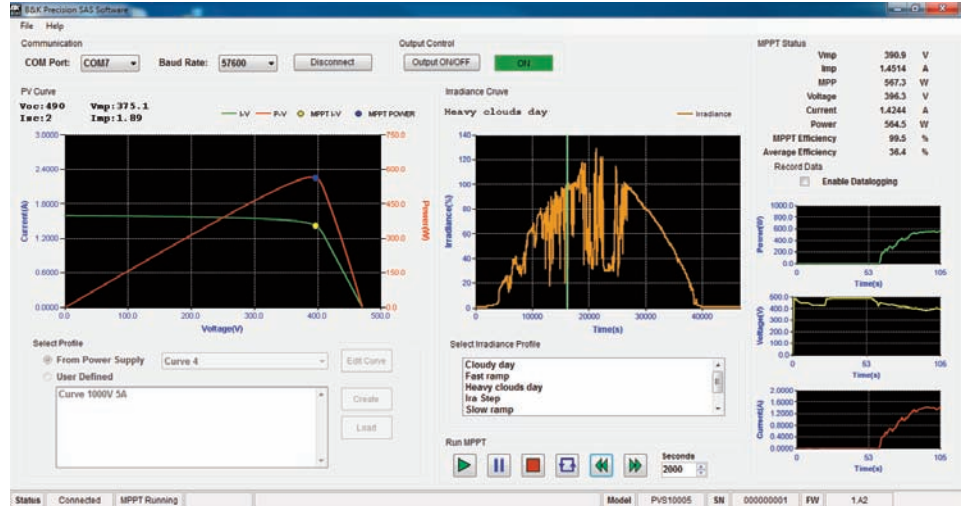 B&K Precision SAS Software
File Help
Communication
COM Port: COM7 Baud Rate: 57600 Disconnect
Output Control
Output ON/OFF ON
PV Curve
Voc:490 Vmp:375.1
Isc:2 Imp:1.89
I-V P-V MPPT I-V MPPT POWER
3.0000 2.4000 1.8000 1.2000 0.6000 0.0000
Current(A)
750.0 600.0 450.0 300.0 150.0 0.0
Power(W)
0.0 100.0 200.0 300.0 400.0 500.0
Voltage(V)
Select Profile
From Power Supply Curve 4 Edit Curve
User Defined
Curve 1000V 5A
Create
Load
Irradiance Cruve
Heavy clouds day Irradiance
140 120 100 80 60 40 20 0
Irradiance(%)
0 10000 20000 30000 40000
Time(s)
Select Irradiance Profile
Cloudy day
Fast ramp
Heavy clouds day
Ira Step
Slow ramp
Run MPPT
Seconds
2000
MPPT Status
Vmp 390.9 V
Imp 1.4514 A
MPP 567.3 W
Voltage 396.3 V
Current 1.4244 A
Power 564.5 W
MPPT Efficiency 99.5 %
Average Efficiency 36.4 %
Record Data
Enable Datalogging
1000.0 800.0 600.0 400.0 200.0 0.0
Power(W)
0 53 105
Time(s)
500.0 400.0 300.0 200.0 100.0 0.0
Voltage(V)
0 53 105
Time(s)
2.0000 1.6000 1.2000 0.8000 0.4000 0.0000
Current(A)
0 53 105
Time(s)
Status Connected MPPT Running Model PVS10005 SN 000000001 FW 1.A2